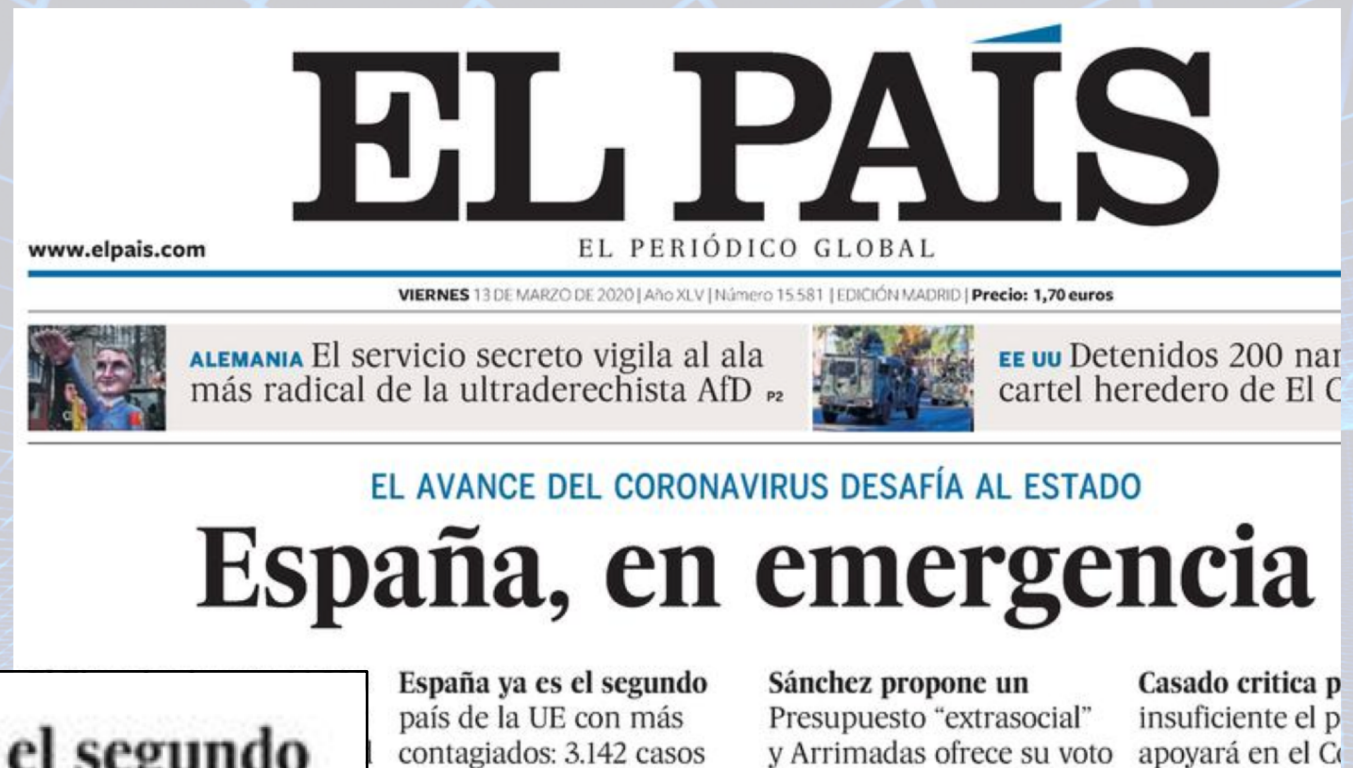 EL PAÍS
www.elpais.com
EL PERIÓDICO GLOBAL
VIERNES 13 DE MARZO DE 2020 | Año XLV | Número 15.581 | EDICIÓN MADRID | Precio: 1,70 euros
ALEMANIA El servicio secreto vigila al ala
más radical de la ultraderechista AfD P2
EE UU Detenidos 200
cartel heredero de El
EL AVANCE DEL CORONAVIRUS DESAFÍA AL ESTADO
España, en emergencia
España ya es el segundo
país de la UE con más
contagiados: 3.142 casos
Sánchez propone un
Presupuesto “extrasocial”
y Arrimadas ofrece su voto
Casado critica
insuficiente el
apoyará en el
el segundo